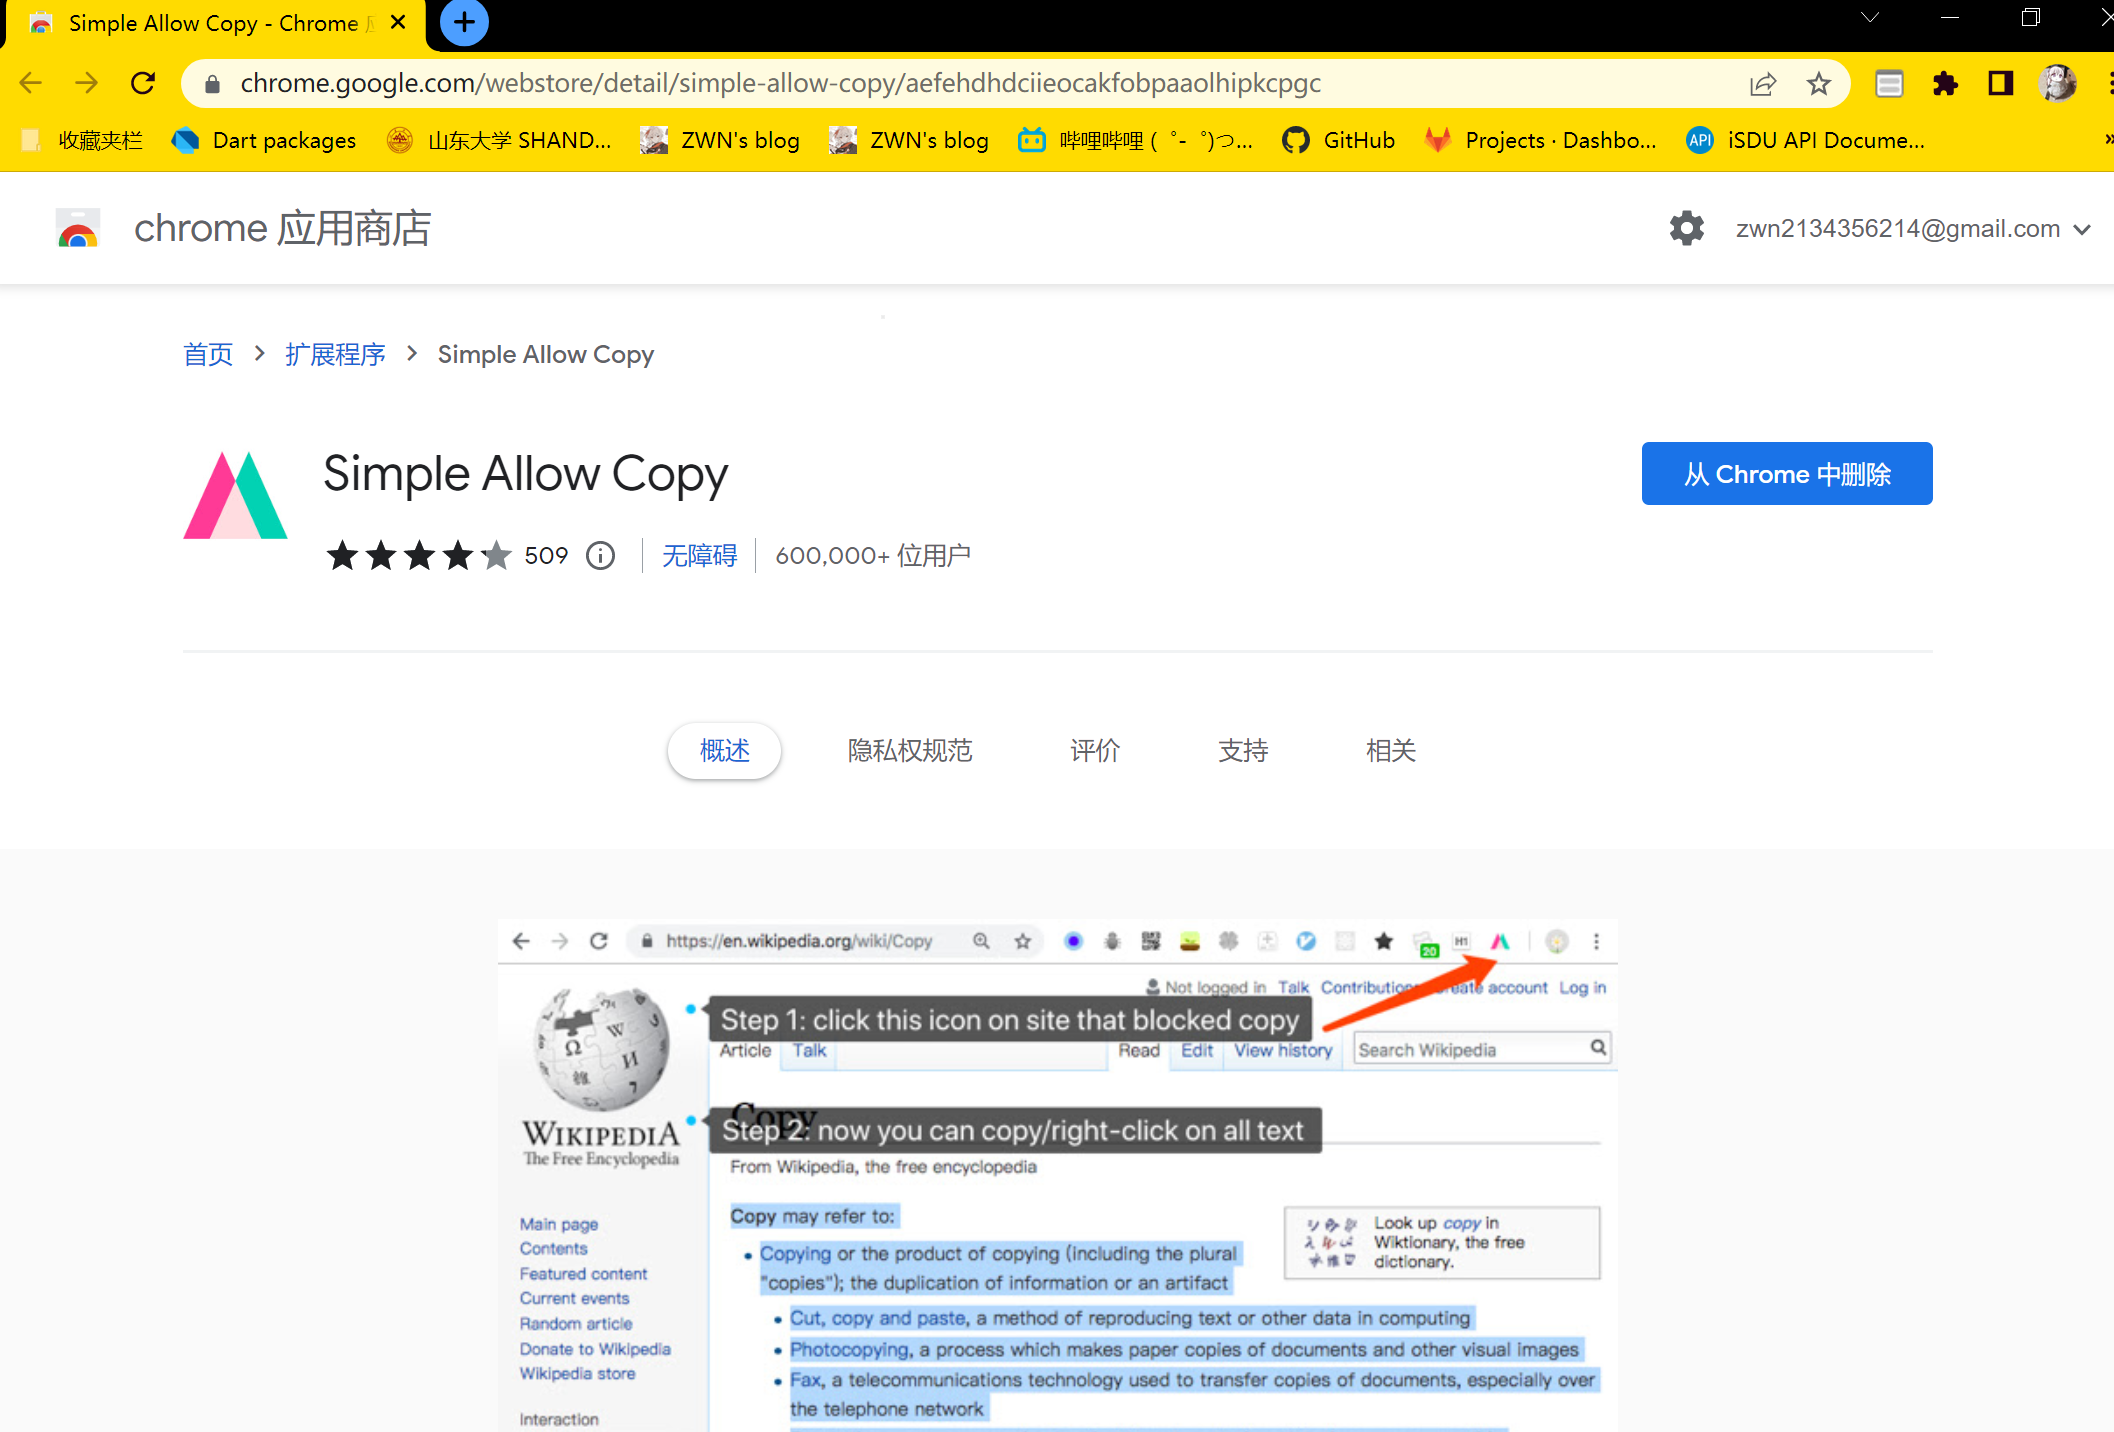 Simple Allow Copy - Chrome
chrome.google.com/webstore/detail/simple-allow-copy/aefehdhdciieocakfobpaaolhipkcpgc
收藏夹栏 Dart packages 山东大学 SHAND... ZWN's blog ZWN's blog 哔哩哔哩 ( ゜- ゜)つ... GitHub Projects · Dashbo... API iSDU API Docume... »
chrome 应用商店 zwn2134356214@gmail.com
首页 > 扩展程序 > Simple Allow Copy
Simple Allow Copy
从 Chrome 中删除
509 无障碍 600,000+ 位用户
概述 隐私权规范 评价 支持 相关
https://en.wikipedia.org/wiki/Copy 20 H1
Not logged in Talk Contributions Create account Log in
Step 1: click this icon on site that blocked copy
Article Talk Read Edit View history Search Wikipedia
Copy
Step 2: now you can copy/right-click on all text
WIKIPEDIA
The Free Encyclopedia
From Wikipedia, the free encyclopedia
Copy may refer to:
Copying or the product of copying (including the plural
"copies"); the duplication of information or an artifact
Cut, copy and paste, a method of reproducing text or other data in computing
Photocopying, a process which makes paper copies of documents and other visual images
Fax, a telecommunications technology used to transfer copies of documents, especially over
the telephone network
Look up copy in
Wiktionary, the free
dictionary.
Main page
Contents
Featured content
Current events
Random article
Donate to Wikipedia
Wikipedia store
Interaction